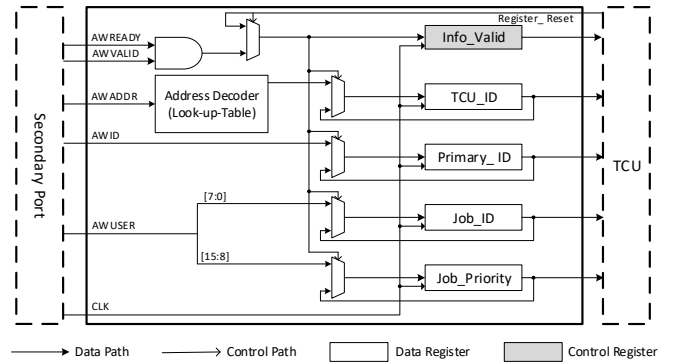 Register_ Reset
AWREADY
AWVALID
Info_Valid
AWADDR
Address Decoder
(Look-up-Table)
TCU_ID
Secondary Port
AWID
Primary_ ID
TCU
[7:0]
Job_ID
AWUSER
[15:8]
Job_Priority
CLK
Data Path
Control Path
Data Register
Control Register